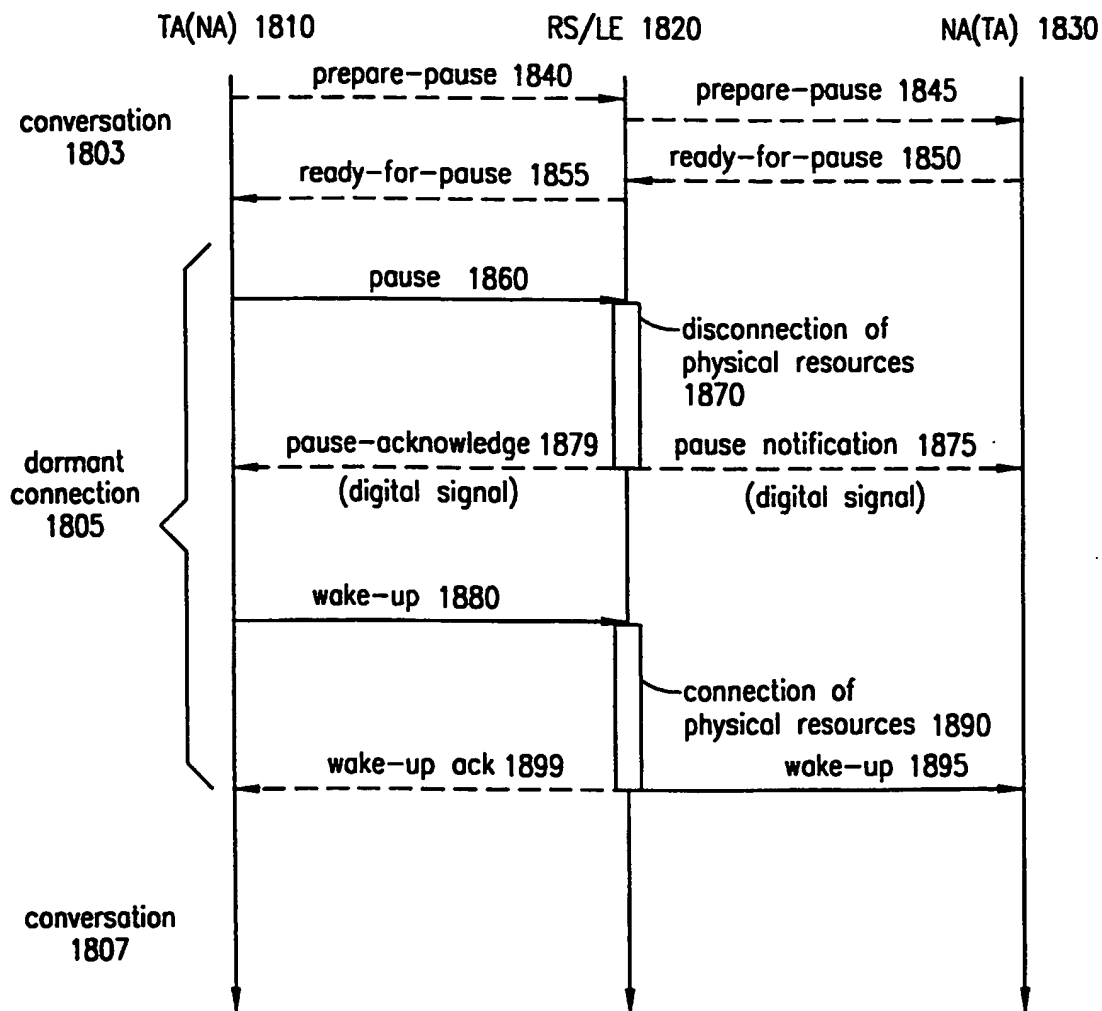 TA(NA) 1810
RS/LE 1820
NA(TA) 1830
prepare-pause 1840
prepare-pause 1845
conversation
1803
ready-for-pause 1850
ready-for-pause 1855
pause 1860
disconnection of
physical resources
1870
pause-acknowledge 1879
(digital signal)
pause notification 1875
(digital signal)
dormant
connection
1805
wake-up 1880
connection of
physical resources 1890
wake-up ack 1899
wake-up 1895
conversation
1807